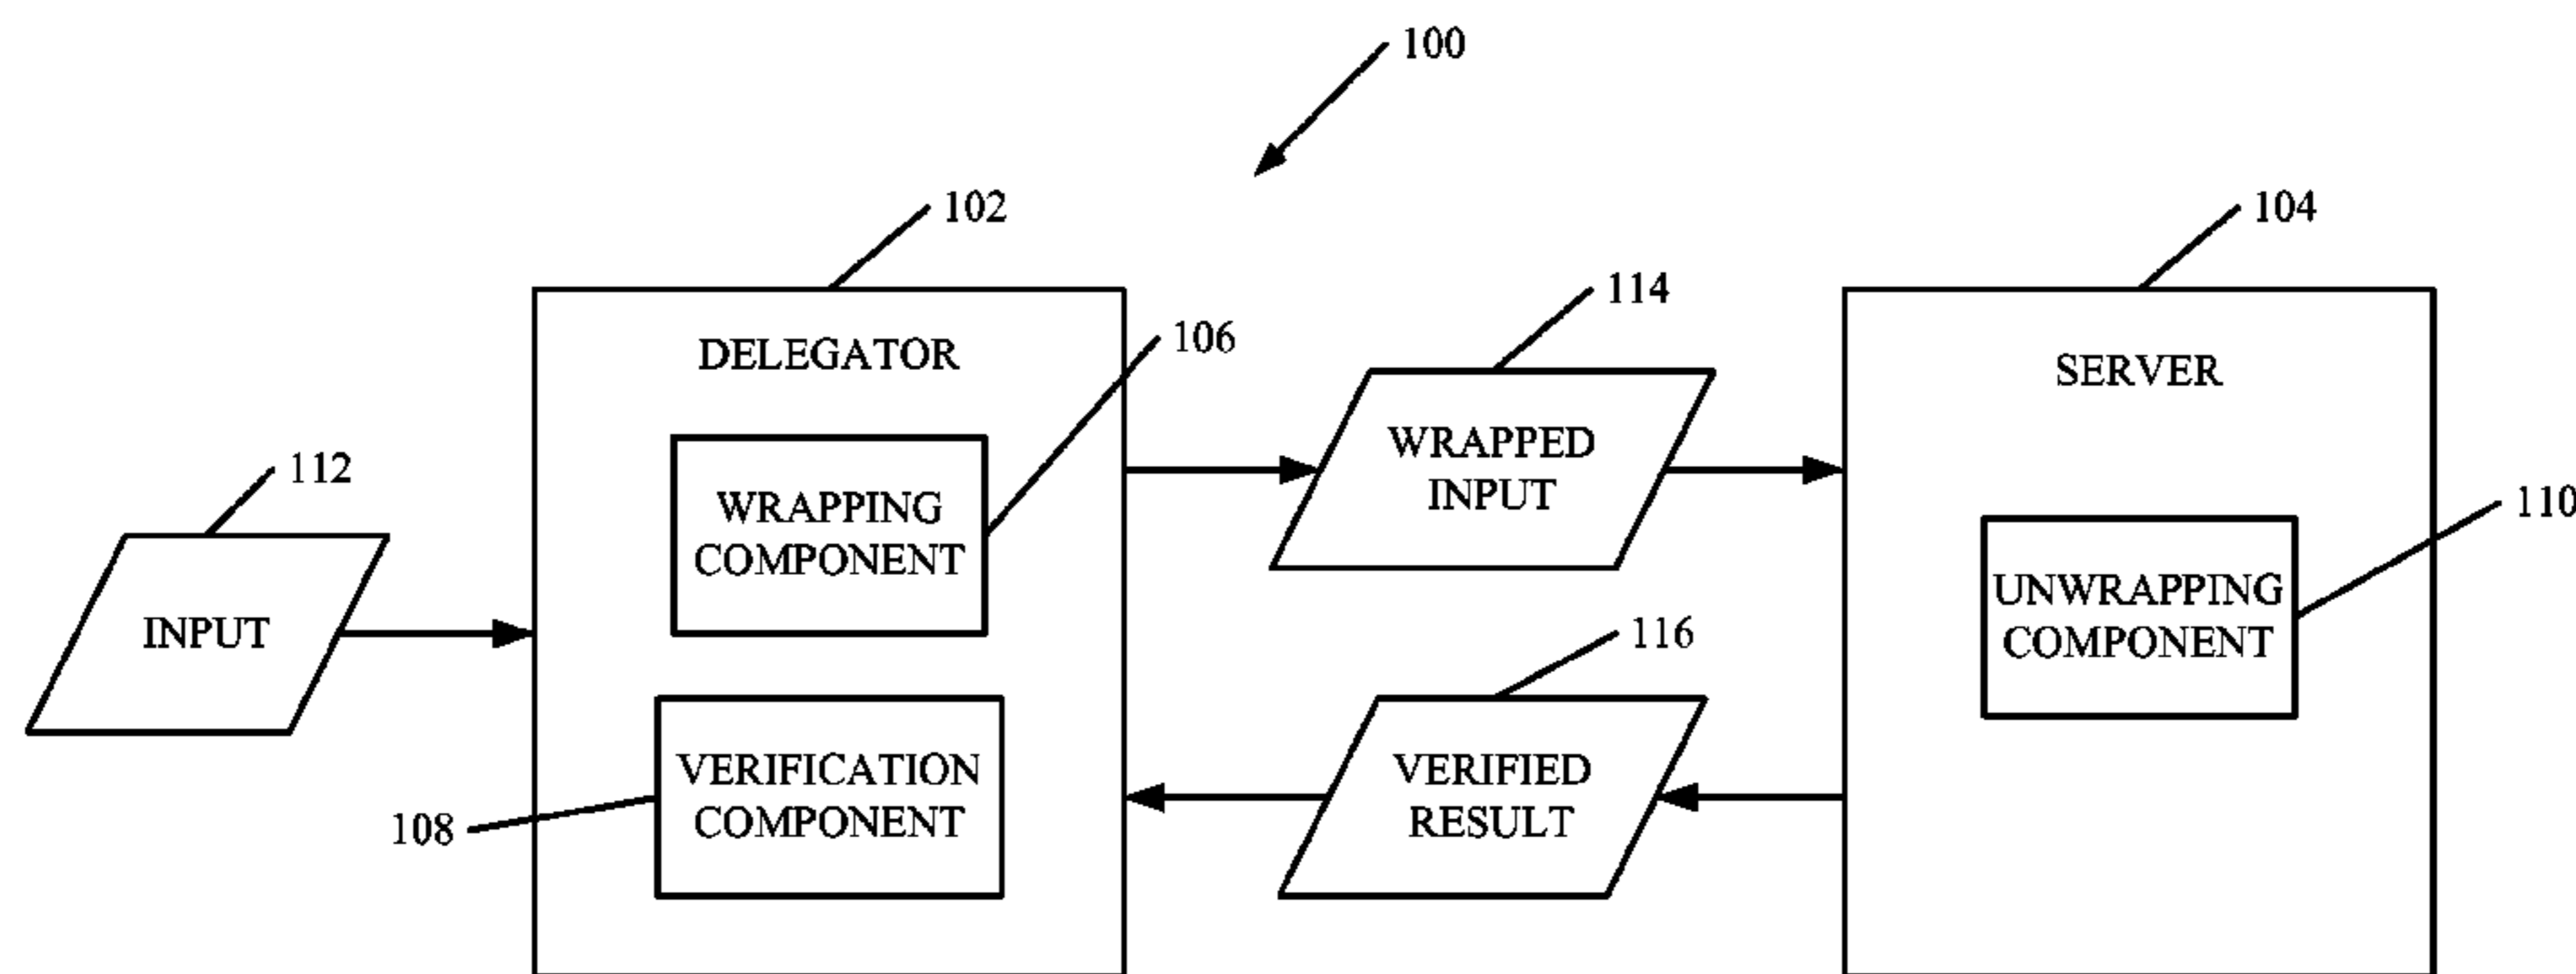 100
102
104
114
DELEGATOR
106
SERVER
112
WRAPPED
INPUT
WRAPPING
COMPONENT
110
INPUT
UNWRAPPING
COMPONENT
116
VERIFICATION
COMPONENT
108
VERIFIED
RESULT